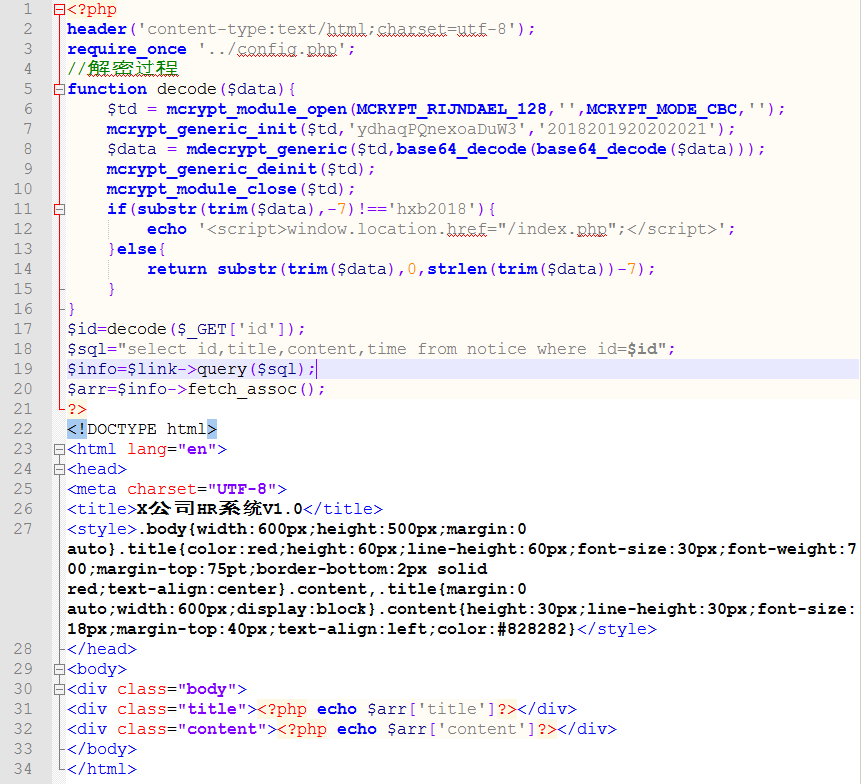 1 <?php
2 header('content-type:text/html;charset=utf-8');
3 require_once '../config.php';
4 //解密过程
5 function decode($data){
6 $td = mcrypt_module_open(MCRYPT_RIJNDAEL_128,'',MCRYPT_MODE_CBC,'');
7 mcrypt_generic_init($td,'ydhaqPQnexoaDuW3','2018201920202021');
8 $data = mdecrypt_generic($td,base64_decode(base64_decode($data)));
9 mcrypt_generic_deinit($td);
10 mcrypt_module_close($td);
11 if(substr(trim($data),-7)!=='hxb2018'){
12 echo '<script>window.location.href="/index.php";</script>';
13 }else{
14 return substr(trim($data),0,strlen(trim($data))-7);
15 }
16 }
17 $id=decode($_GET['id']);
18 $sql="select id,title,content,time from notice where id=$id";
19 $info=$link->query($sql);
20 $arr=$info->fetch_assoc();
21 ?>
22 <!DOCTYPE html>
23 <html lang="en">
24 <head>
25 <meta charset="UTF-8">
26 <title>X公司HR系统V1.0</title>
27 <style>.body{width:600px;height:500px;margin:0
auto}.title{color:red;height:60px;line-height:60px;font-size:30px;font-weight:7
00;margin-top:75pt;border-bottom:2px solid
red;text-align:center}.content,.title{margin:0
auto;width:600px;display:block}.content{height:30px;line-height:30px;font-size:
18px;margin-top:40px;text-align:left;color:#828282}</style>
28 </head>
29 <body>
30 <div class="body">
31 <div class="title"><?php echo $arr['title']?></div>
32 <div class="content"><?php echo $arr['content']?></div>
33 </body>
34 </html>